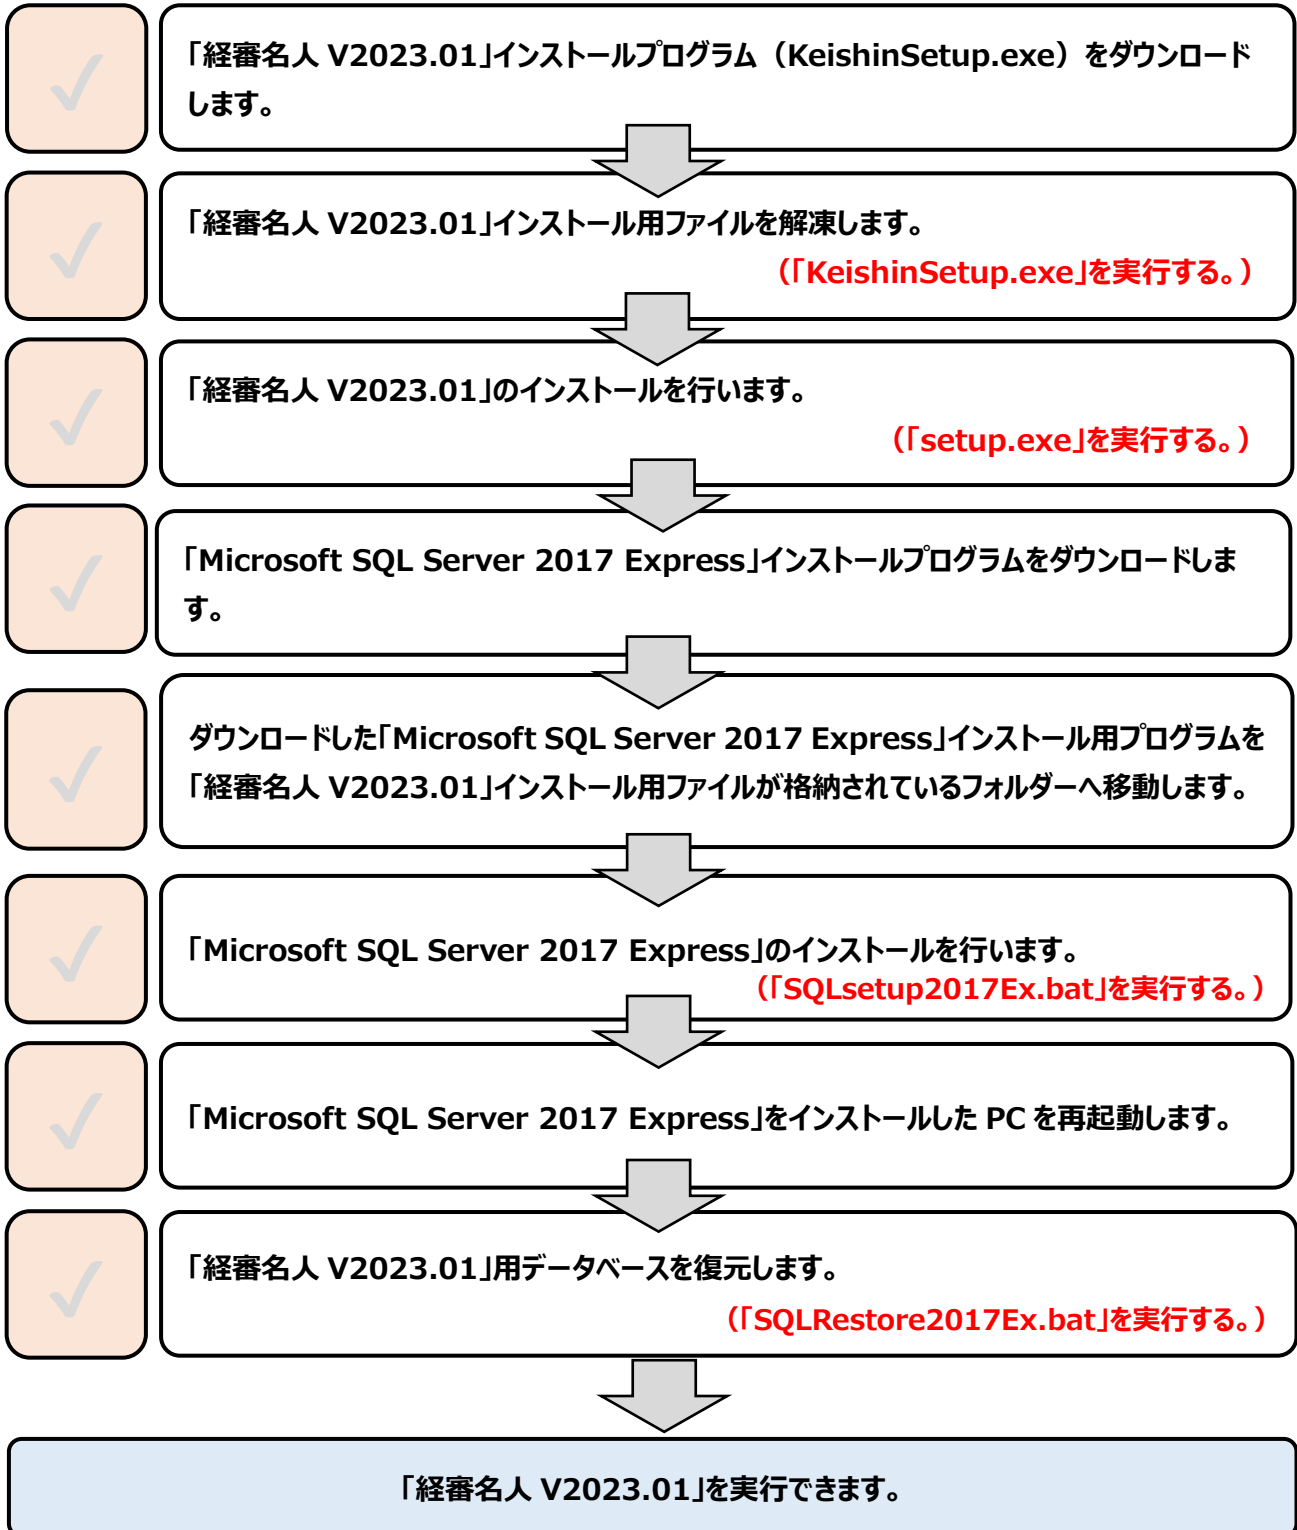 「経審名人 V2023.01」インストールプログラム（KeishinSetup.exe）をダウンロード
します。
「経審名人 V2023.01」インストール用ファイルを解凍します。
（「KeishinSetup.exe」を実行する。）
「経審名人 V2023.01」のインストールを行います。
（「setup.exe」を実行する。）
「Microsoft SQL Server 2017 Express」インストールプログラムをダウンロードしま
す。
ダウンロードした「Microsoft SQL Server 2017 Express」インストール用プログラムを
「経審名人 V2023.01」インストール用ファイルが格納されているフォルダーへ移動します。
「Microsoft SQL Server 2017 Express」のインストールを行います。
（「SQLsetup2017Ex.bat」を実行する。）
「Microsoft SQL Server 2017 Express」をインストールした PC を再起動します。
「経審名人 V2023.01」用データベースを復元します。
（「SQLRestore2017Ex.bat」を実行する。）
「経審名人 V2023.01」を実行できます。